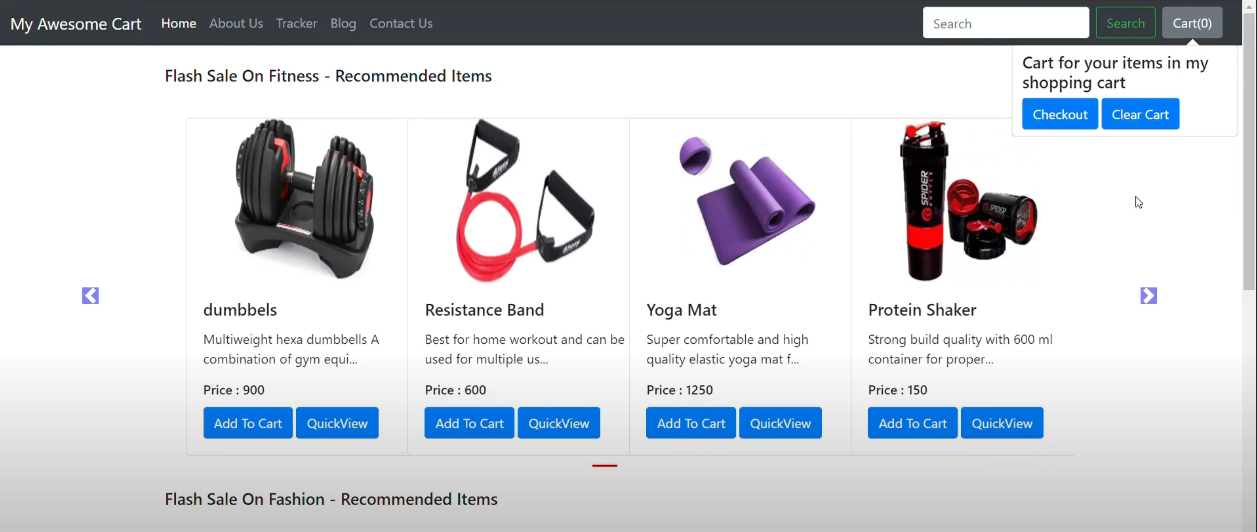 My Awesome Cart Home About Us Tracker Blog Contact Us Search Search Cart(0)
Cart for your items in my
shopping cart
Checkout Clear Cart
Flash Sale On Fitness - Recommended Items
SPIDER
BOTTLE
SPIDER
dumbbels
Multiweight hexa dumbbells A
combination of gym equi...
Price : 900
Add To Cart QuickView
Resistance Band
Best for home workout and can be
used for multiple us...
Price : 600
Add To Cart QuickView
Yoga Mat
Super comfortable and high
quality elastic yoga mat f...
Price : 1250
Add To Cart QuickView
Protein Shaker
Strong build quality with 600 ml
container for proper...
Price : 150
Add To Cart QuickView
Flash Sale On Fashion - Recommended Items